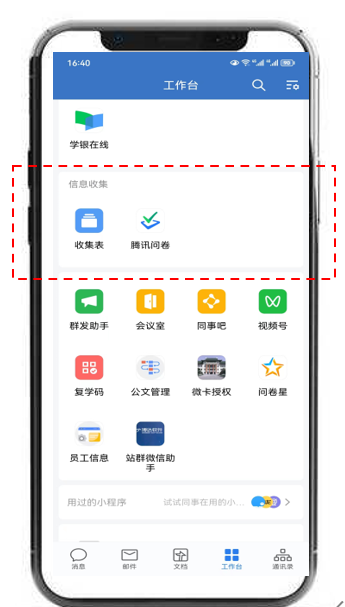 16:40
工作台
学银在线
信息收集
收集表 腾讯问卷
群发助手 会议室 同事吧 视频号
复学码 公文管理 微卡授权 问卷星
员工信息 站群微信助
手
用过的小程序 试试同事在用的小...
消息 邮件 文档 工作台 通讯录